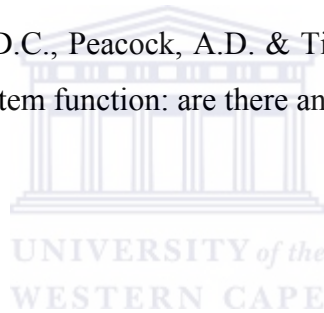 D.C., Peacock, A.D. & Ti
tem function: are there an
UNIVERSITY of the
WESTERN CAPE